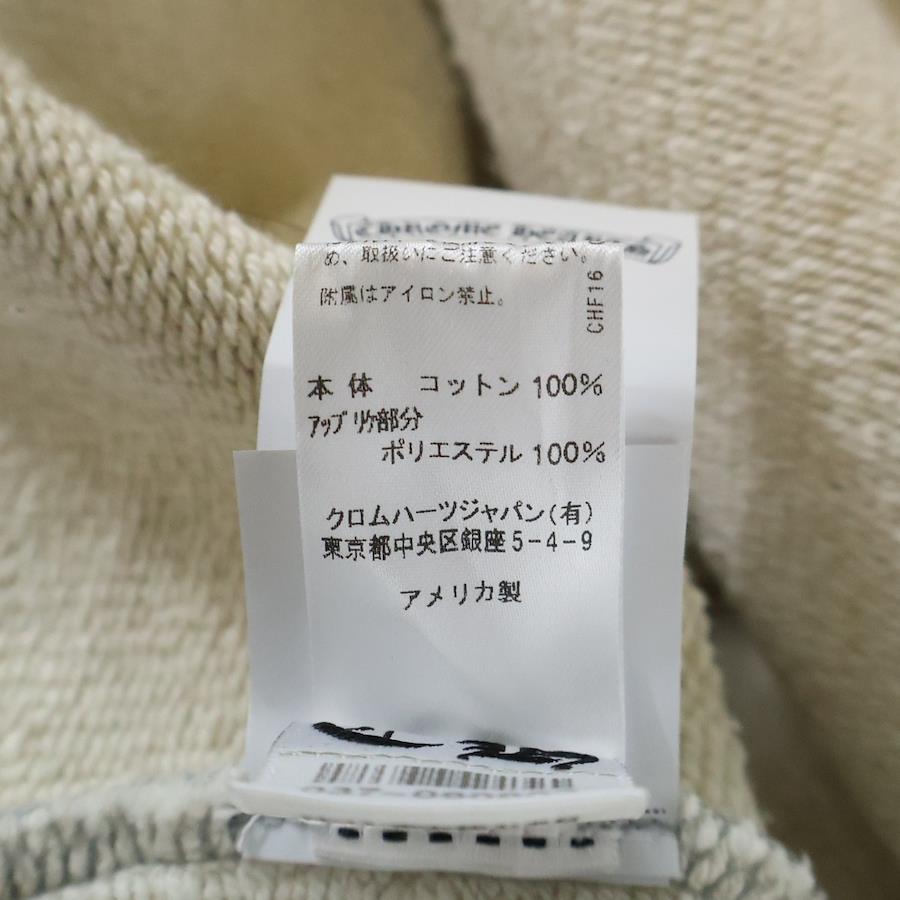 め、取扱いにご注意ください。
附属はアイロン禁止。
CHF16
本体 コットン 100%
アップリケ部分
ポリエステル 100%
クロムハーツジャパン(有)
東京都中央区銀座5-4-9
アメリカ製